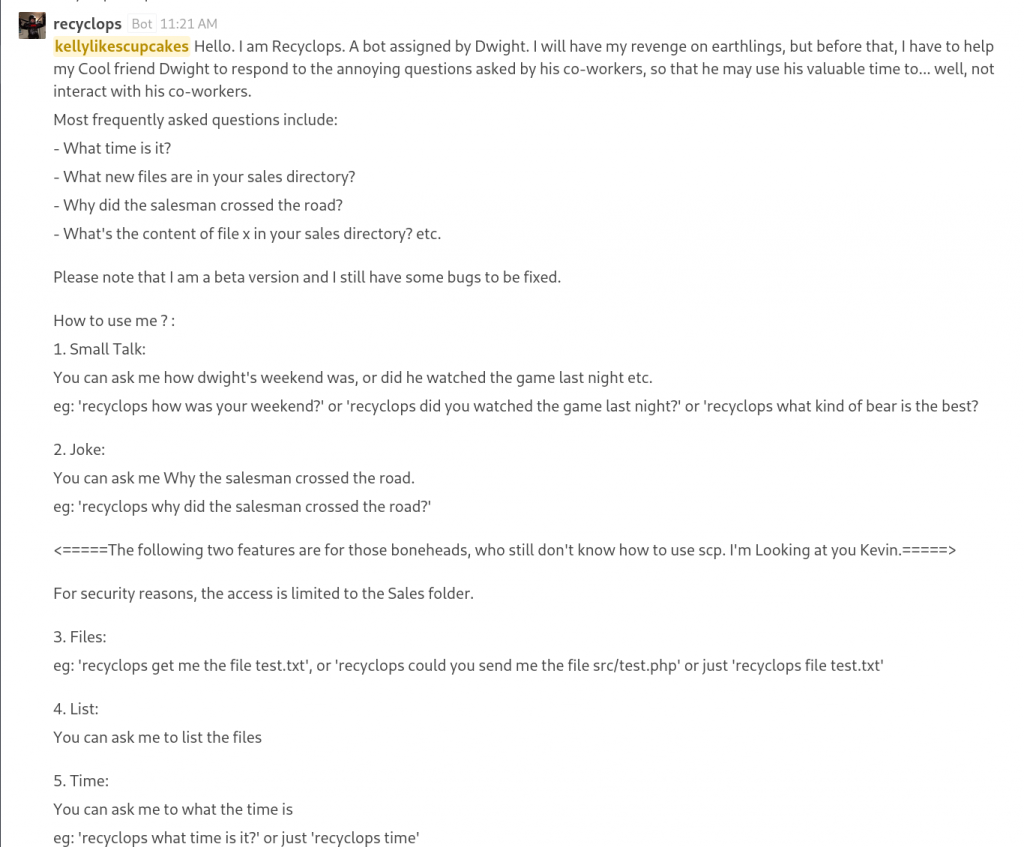 recyclops Bot 11:21 AM
kellylikescupcakes Hello. I am Recyclops. A bot assigned by Dwight. I will have my revenge on earthlings, but before that, I have to help
my Cool friend Dwight to respond to the annoying questions asked by his co-workers, so that he may use his valuable time to... well, not
interact with his co-workers.
Most frequently asked questions include:
- What time is it?
- What new files are in your sales directory?
- Why did the salesman crossed the road?
- What's the content of file x in your sales directory? etc.
Please note that I am a beta version and I still have some bugs to be fixed.
How to use me ? :
1. Small Talk:
You can ask me how dwight's weekend was, or did he watched the game last night etc.
eg: 'recyclops how was your weekend?' or 'recyclops did you watched the game last night?' or 'recyclops what kind of bear is the best?
2. Joke:
You can ask me Why the salesman crossed the road.
eg: 'recyclops why did the salesman crossed the road?'
<=====The following two features are for those boneheads, who still don't know how to use scp. I'm Looking at you Kevin.=====>
For security reasons, the access is limited to the Sales folder.
3. Files:
eg: 'recyclops get me the file test.txt', or 'recyclops could you send me the file src/test.php' or just 'recyclops file test.txt'
4. List:
You can ask me to list the files
5. Time:
You can ask me to what the time is
eg: 'recyclops what time is it?' or just 'recyclops time'